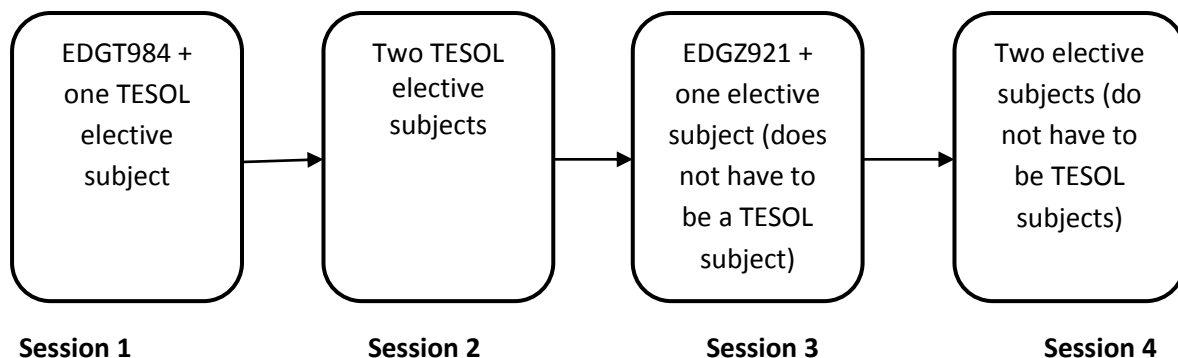 EDGT984 +
one TESOL
elective
subject
Two TESOL
elective
subjects
EDGZ921 +
one elective
subject (does
not have to
be a TESOL
subject)
Two elective
subjects (do
not have to
be TESOL
subjects)
Session 1
Session 2
Session 3
Session 4